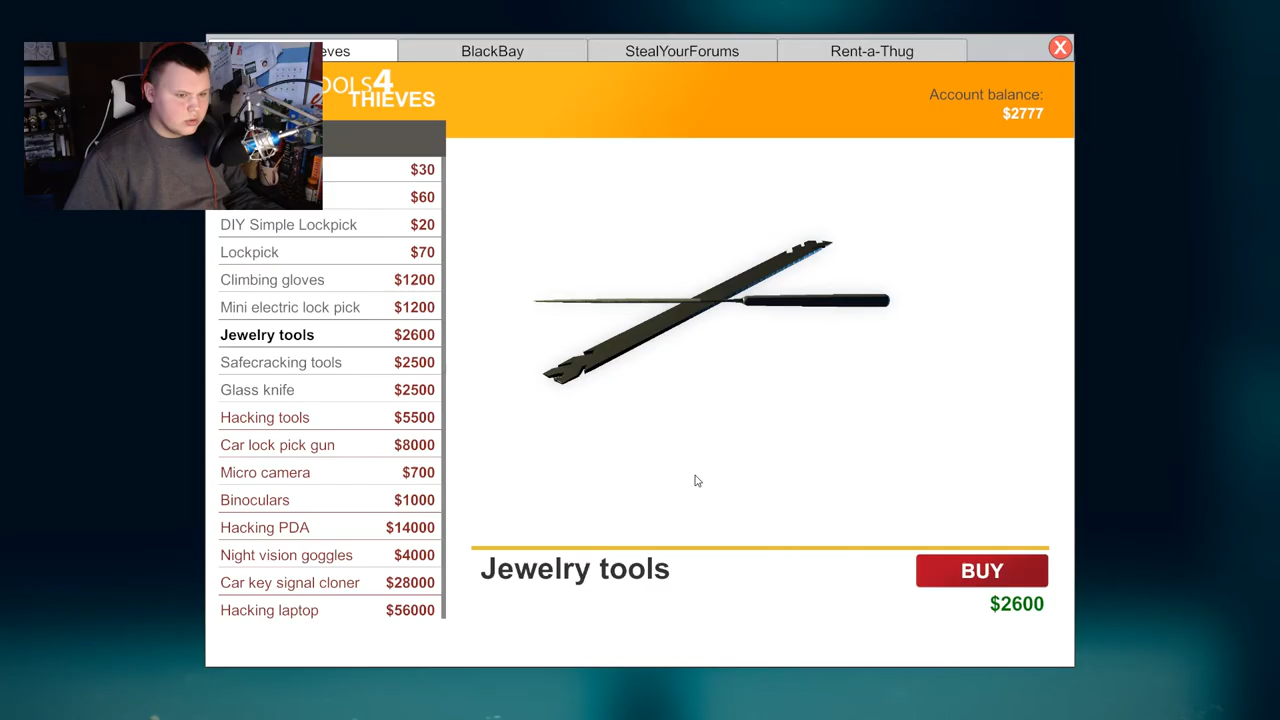 eves
BlackBay
StealYourForums
Rent-a-Thug
X
OOLS4
THIEVES
Account balance:
$2777
$30
$60
DIY Simple Lockpick $20
Lockpick $70
Climbing gloves $1200
Mini electric lock pick $1200
Jewelry tools $2600
Safecracking tools $2500
Glass knife $2500
Hacking tools $5500
Car lock pick gun $8000
Micro camera $700
Binoculars $1000
Hacking PDA $14000
Night vision goggles $4000
Car key signal cloner $28000
Hacking laptop $56000
Jewelry tools
BUY
$2600